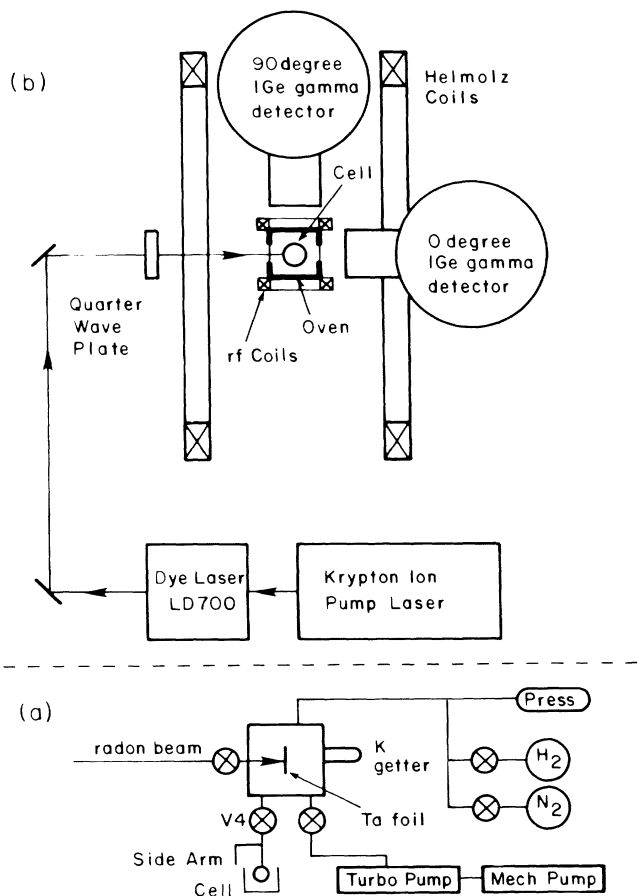 (b)
90 degree
IGe gamma
detector
Helmolz
Coils
Cell
0 degree
IGe gamma
detector
Quarter
Wave
Plate
Oven
rf Coils
Dye Laser
LD700
Krypton Ion
Pump Laser
(a)
Press
radon beam
K
getter
H2
N2
Ta foil
V4
Side Arm
Cell
Turbo Pump
Mech Pump